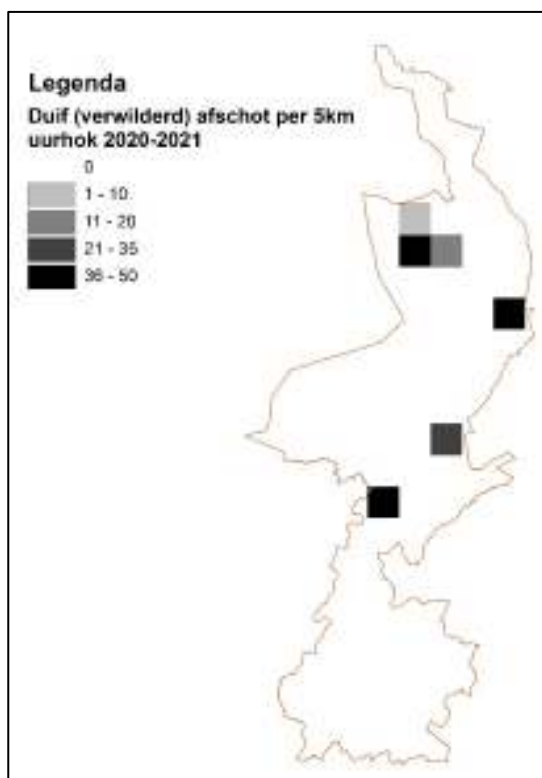 Legenda
Duif (verwilderd) afschot per 5km
uurhok 2020-2021
0
1 - 10
11 - 20
21 - 35
36 - 50